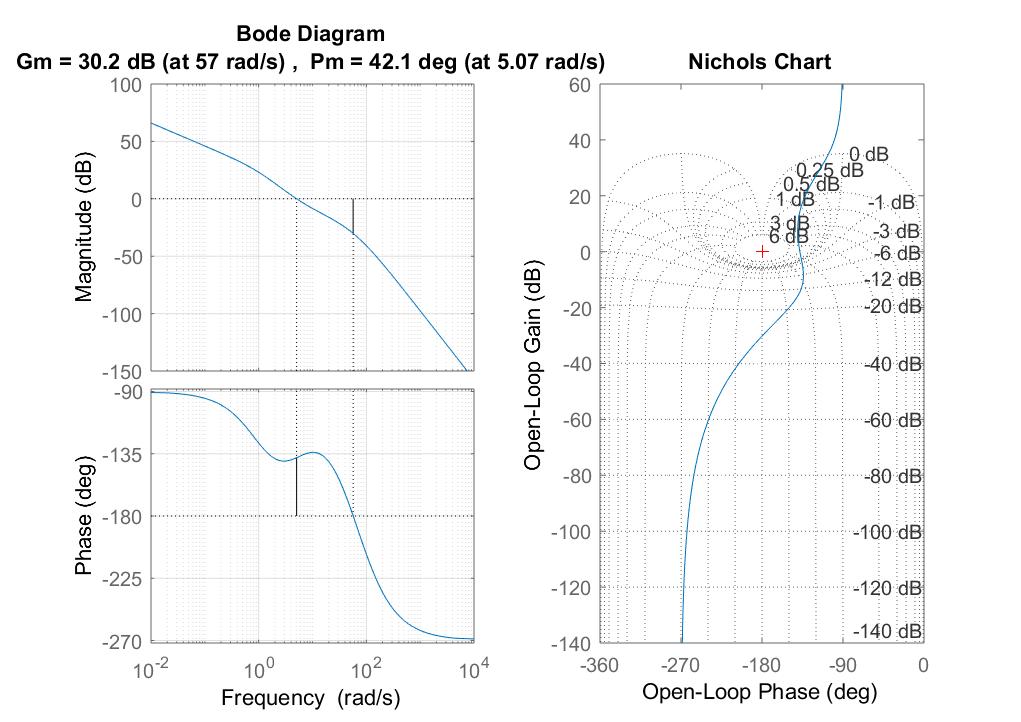 Bode Diagram
Gm = 30.2 dB (at 57 rad/s) ,  Pm = 42.1 deg (at 5.07 rad/s)
100
50
0
-50
-100
-150
Magnitude (dB)
-90
-135
-180
-225
-270
Phase (deg)
10^-2
10^0
10^2
10^4
Frequency  (rad/s)
Nichols Chart
60
40
20
0
-20
-40
-60
-80
-100
-120
-140
Open-Loop Gain (dB)
0 dB
0.25 dB
0.5 dB
1 dB
3 dB
6 dB
-1 dB
-3 dB
-6 dB
-12 dB
-20 dB
-40 dB
-60 dB
-80 dB
-100 dB
-120 dB
-140 dB
-360
-270
-180
-90
0
Open-Loop Phase (deg)